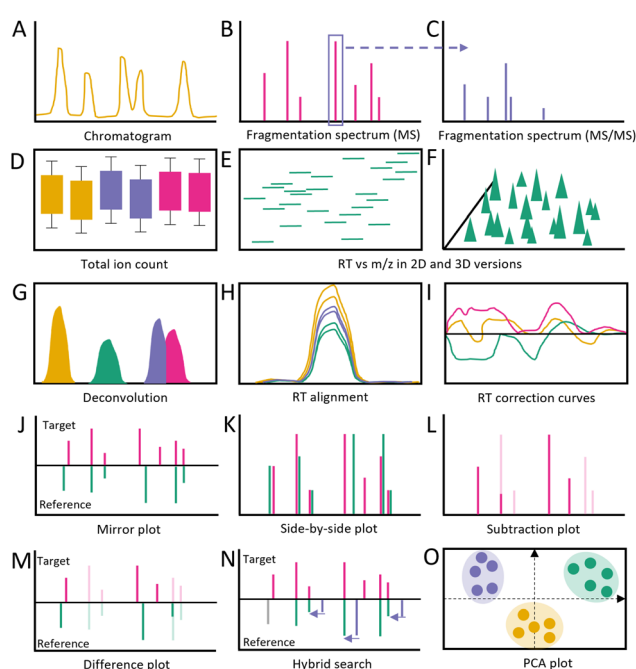 A
B
C
Chromatogram
Fragmentation spectrum (MS)
Fragmentation spectrum (MS/MS)
D
E
F
Total ion count
RT vs m/z in 2D and 3D versions
G
H
I
Deconvolution
RT alignment
RT correction curves
J
Target
Reference
K
L
Mirror plot
Side-by-side plot
Subtraction plot
M
Target
Reference
N
Target
Reference
O
Difference plot
Hybrid search
PCA plot